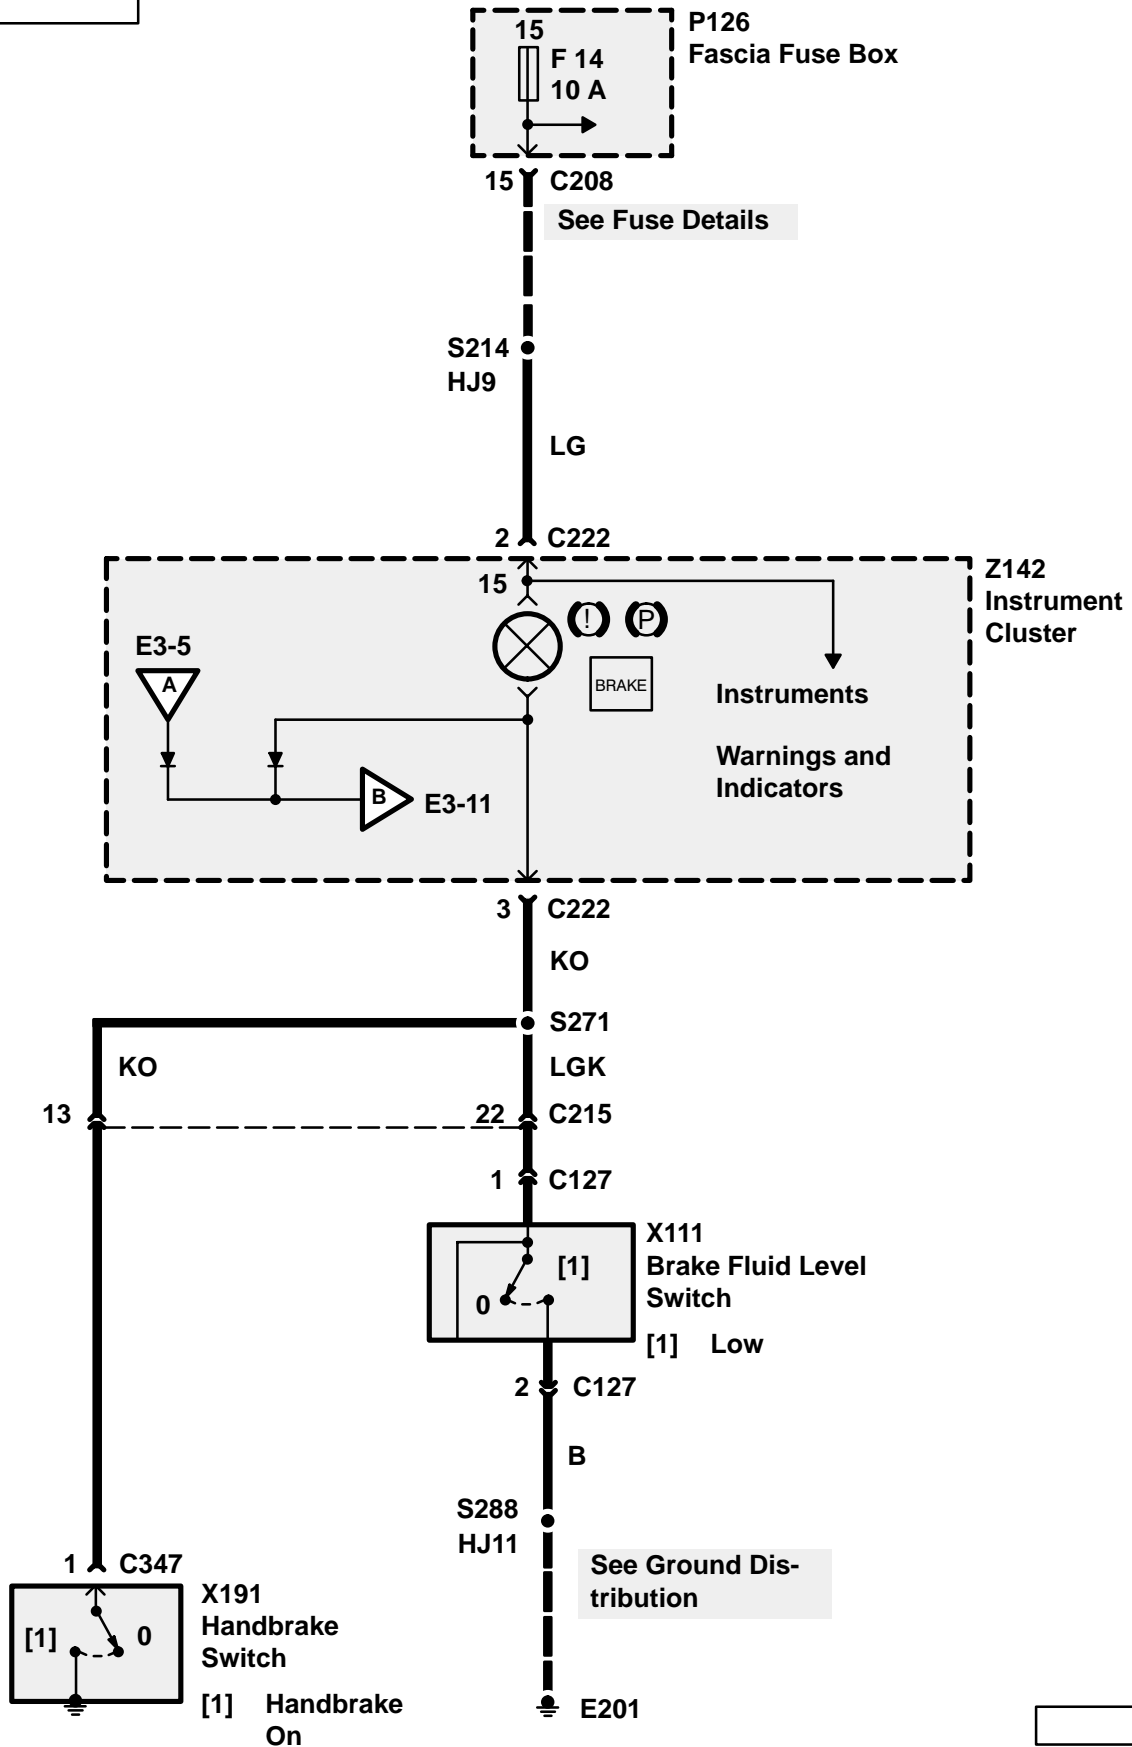 P126
Fascia Fuse Box
15
F 14
10 A
15 C208
See Fuse Details
S214
HJ9
LG
2 C222
Z142
Instrument
Cluster
15
! P
BRAKE
E3-5
A
Instruments
Warnings and
Indicators
B E3-11
3 C222
KO
S271
KO
LGK
13 22 C215
1 C127
X111
Brake Fluid Level
Switch
[1] Low
[1]
0
2 C127
B
S288
HJ11
See Ground Dis-
tribution
1 C347
X191
Handbrake
Switch
[1] 0
[1] Handbrake
On
E201